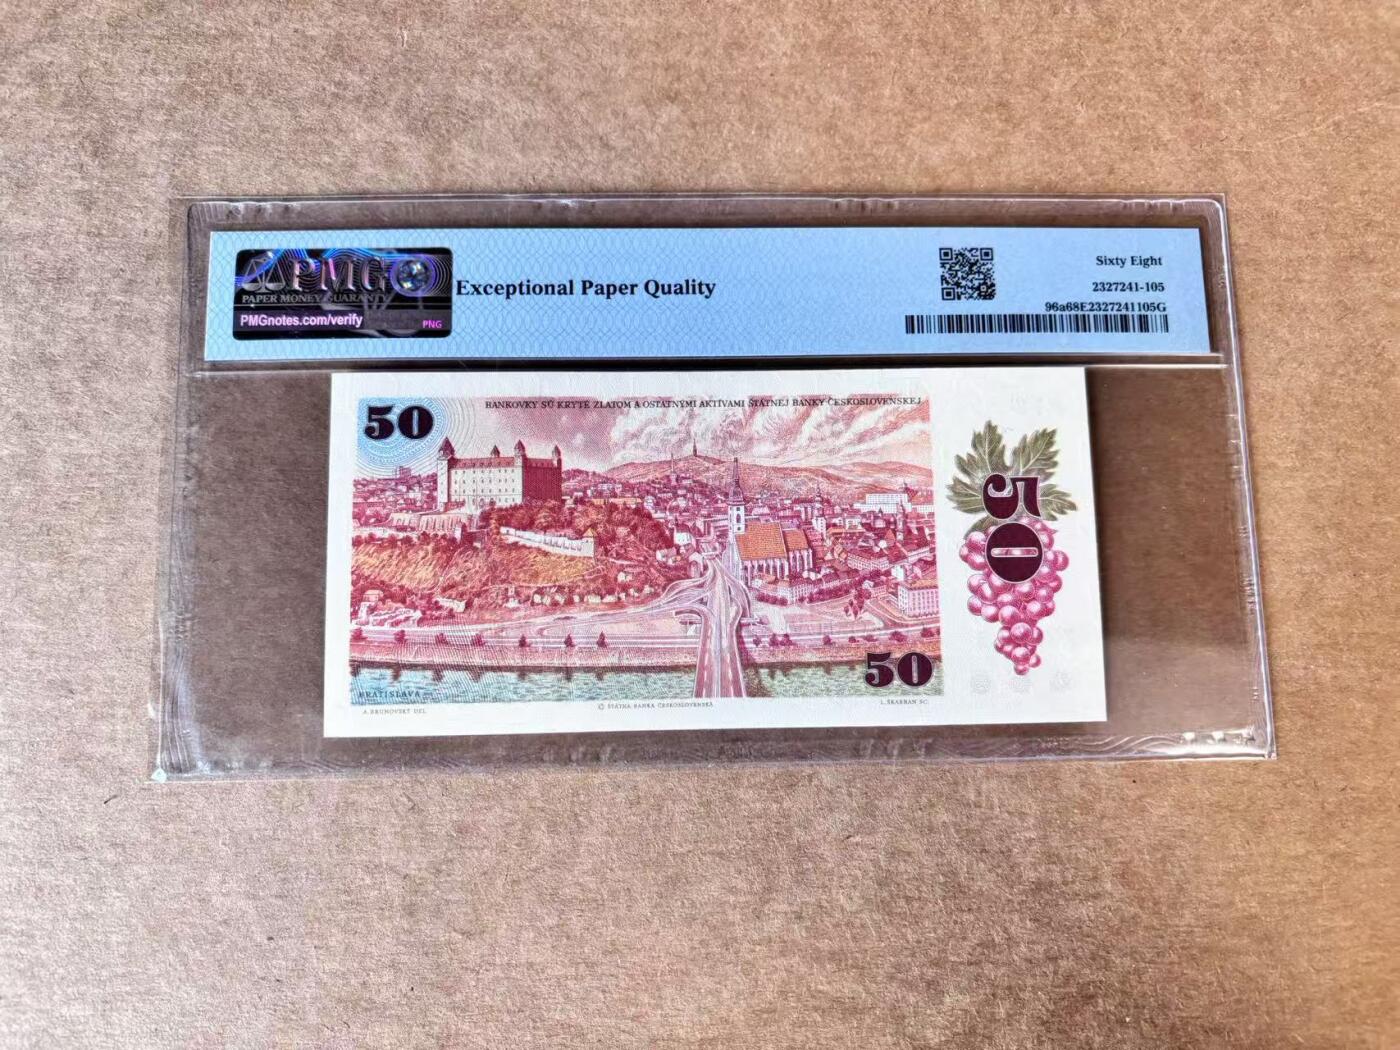 PMG
PAPER MONEY GUARANTY
PMGnotes.com/verify
PNG
Exceptional Paper Quality
Sixty Eight
2327241-105
96a68E2327241105G
50
BANKOVKY SÚ KRYTÉ ZLATOM A OSTATNÝMI AKTÍVAMI ŠTÁTNEJ BANKY ČESKOSLOVENSKEJ
50
50
BRATISLAVA
A. BRUNOVSKÝ DEL.
© ŠTÁTNA BANKA ČESKOSLOVENSKÁ
L. ŠKARBAN SC.